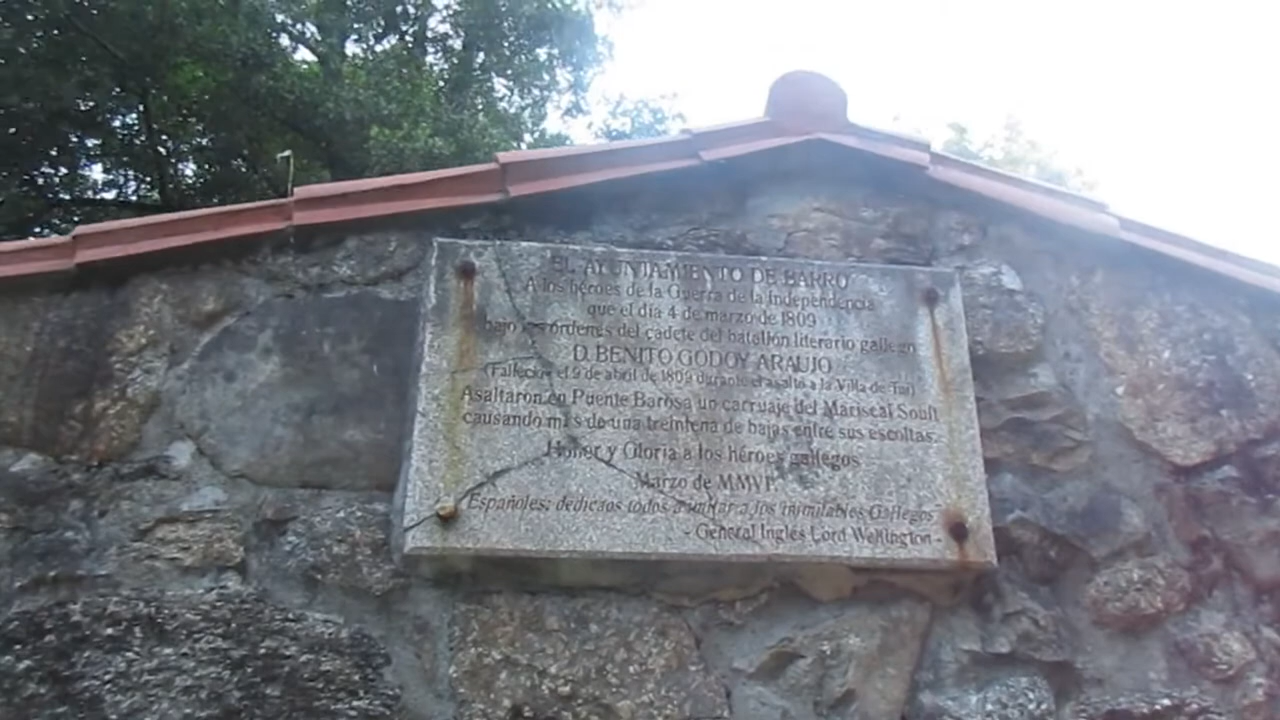 EL AYUNTAMIENTO DE BARRO
A los héroes de la Guerra de la Independencia
que el día 4 de marzo de 1809
bajo las órdenes del cadete del batallón literario gallego
D. BENITO GODOY ARAUJO
(Fallecido el 9 de abril de 1809 durante el asalto a la Villa de Tui)
Asaltaron en Puente Barosa un carruaje del Mariscal Soult
causando más de una treintena de bajas entre sus escoltas.
Honor y Gloria a los héroes gallegos
Marzo de MMVI
Españoles: dedicaos todos a imitar a los inimitables Gallegos
- General Inglés Lord Wellington -